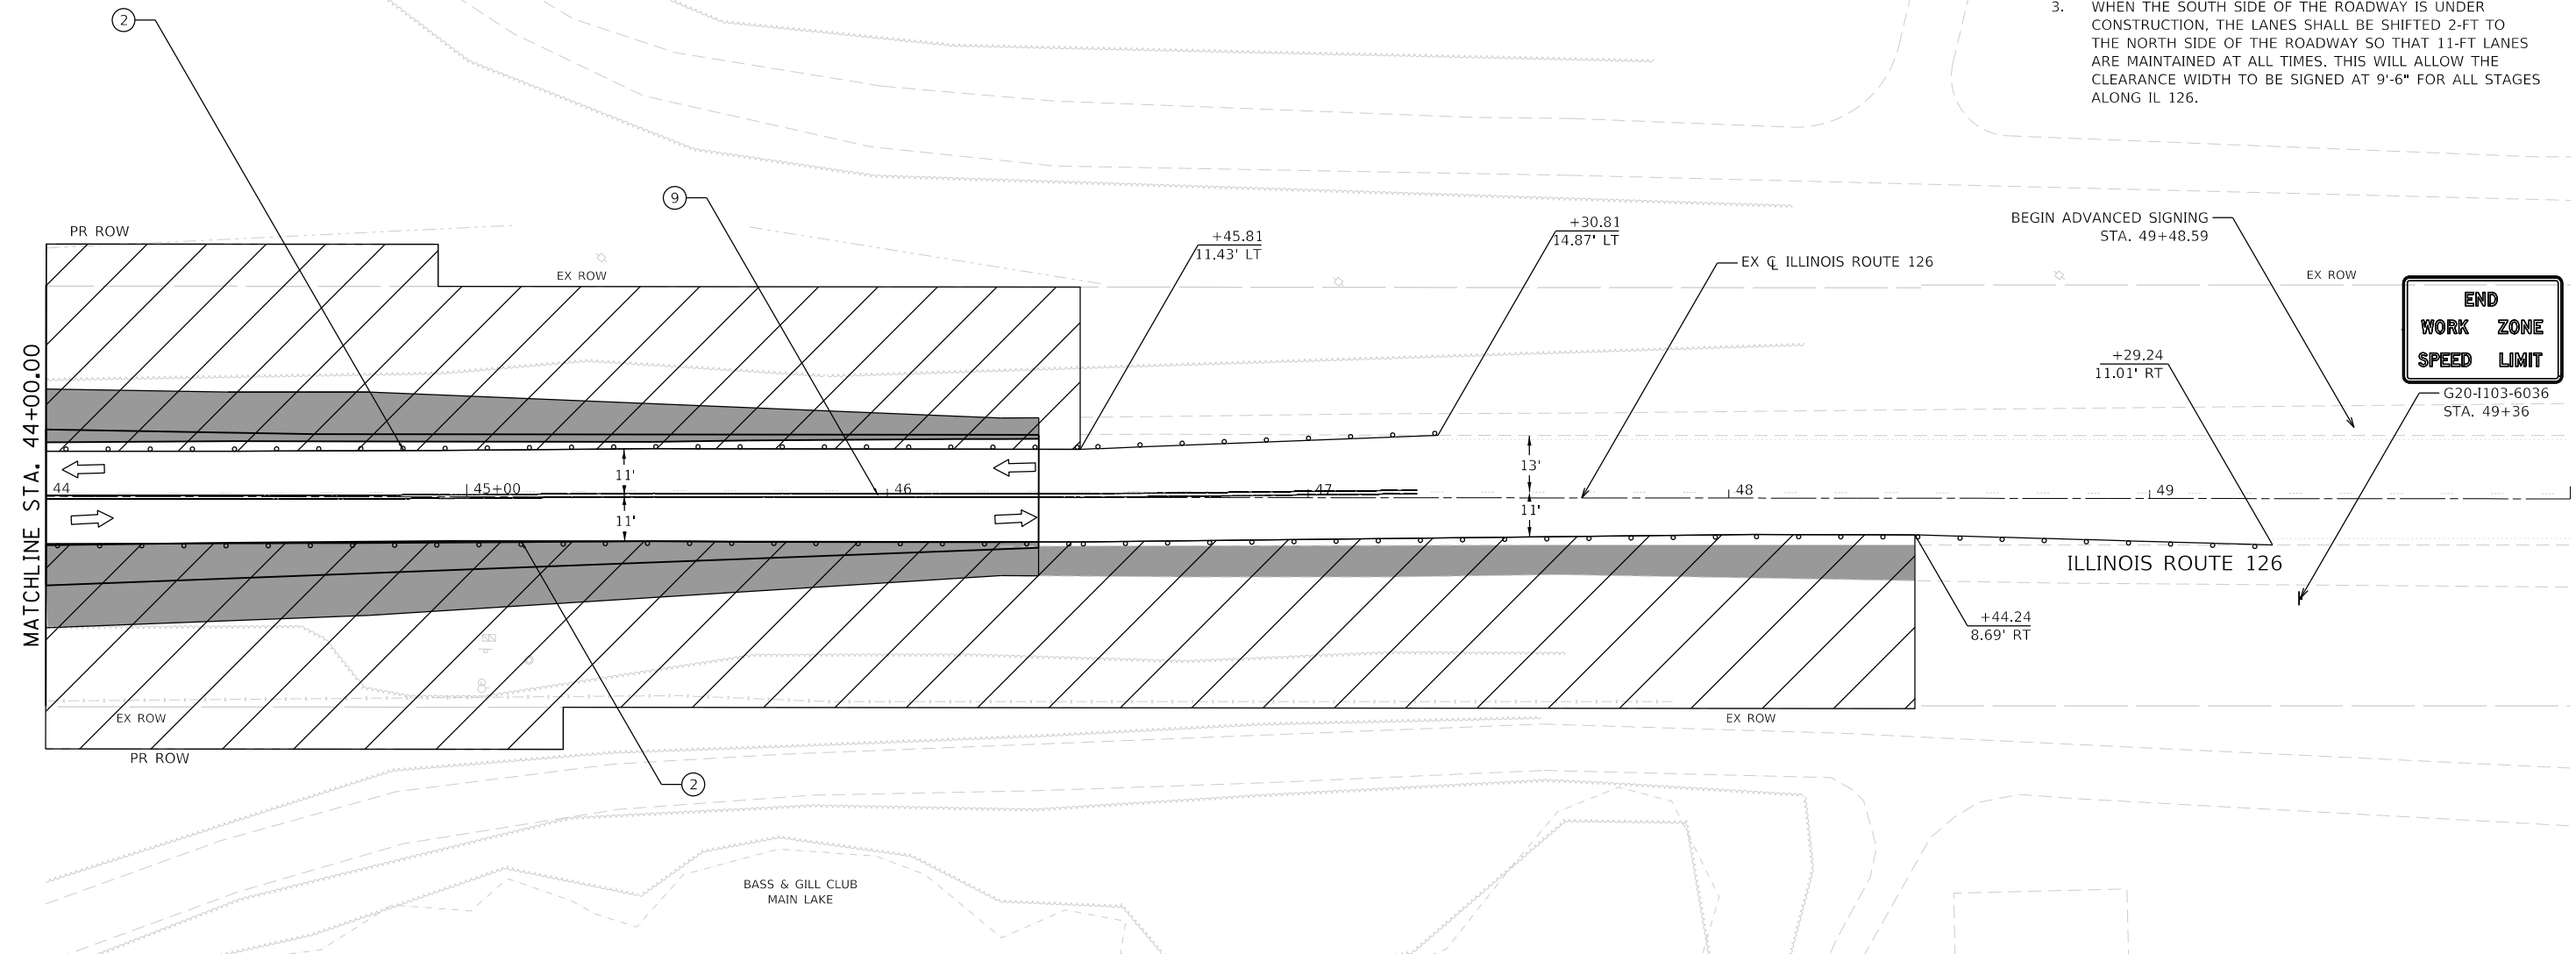 3. WHEN THE SOUTH SIDE OF THE ROADWAY IS UNDER
CONSTRUCTION, THE LANES SHALL BE SHIFTED 2-FT TO
THE NORTH SIDE OF THE ROADWAY SO THAT 11-FT LANES
ARE MAINTAINED AT ALL TIMES. THIS WILL ALLOW THE
CLEARANCE WIDTH TO BE SIGNED AT 9'-6" FOR ALL STAGES
ALONG IL 126.
2
9
PR ROW
EX ROW
+45.81
11.43' LT
+30.81
14.87' LT
EX ℄ ILLINOIS ROUTE 126
BEGIN ADVANCED SIGNING
STA. 49+48.59
EX ROW
END
WORK ZONE
SPEED LIMIT
G20-I103-6036
STA. 49+36
+29.24
11.01' RT
MATCHLINE STA. 44+00.00
11'
13'
44
45+00
46
47
48
49
11'
11'
ILLINOIS ROUTE 126
+44.24
8.69' RT
EX ROW
EX ROW
PR ROW
2
BASS & GILL CLUB
MAIN LAKE